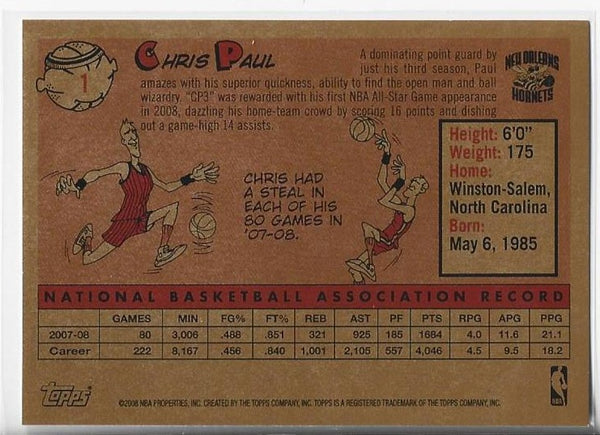 1
CHRIS PAUL
A dominating point guard by
just his third season, Paul
amazes with his superior quickness, ability to find the open man and ball
wizardry. "CP3" was rewarded with his first NBA All-Star Game appearance
in 2008, dazzling his home-team crowd by scoring 16 points and dishing
out a game-high 14 assists.
NEW ORLEANS
HORNETS
Height: 6'0"
Weight: 175
Home:
Winston-Salem,
North Carolina
Born:
May 6, 1985
CHRIS HAD
A STEAL IN
EACH OF HIS
80 GAMES IN
'07-08.
NATIONAL BASKETBALL ASSOCIATION RECORD
GAMES MIN FG% FT% REB AST PF PTS RPG APG PPG
2007-08 80 3,006 .488 .851 321 925 185 1684 4.0 11.6 21.1
Career 222 8,167 .456 .840 1,001 2,105 557 4,046 4.5 9.5 18.2
topps
©2008 NBA PROPERTIES, INC. CREATED BY THE TOPPS COMPANY, INC. TOPPS IS A REGISTERED TRADEMARK OF THE TOPPS COMPANY, INC.
NBA